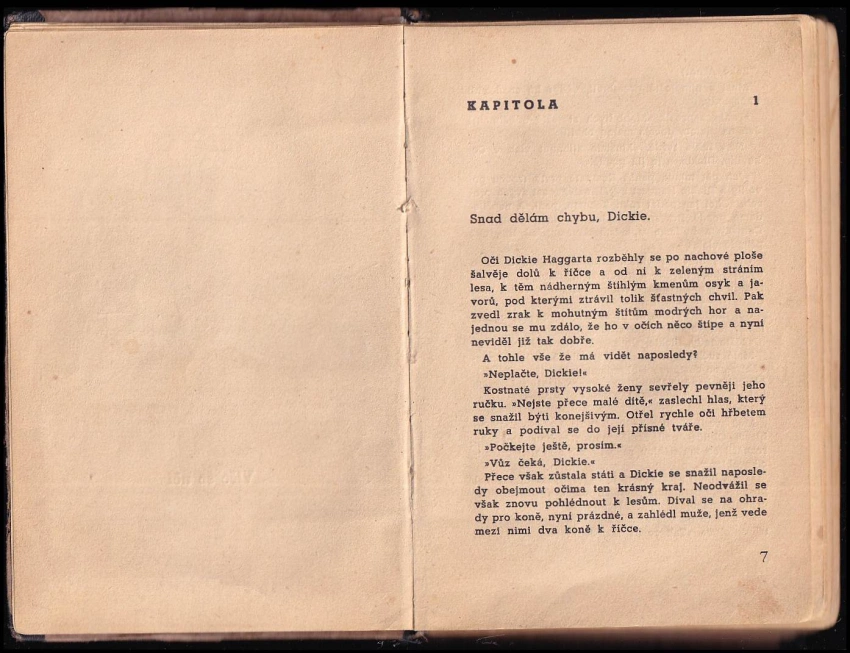 KAPITOLA 1
Snad dělám chybu, Dickie.
Oči Dickie Haggarta rozběhly se po nachové ploše
šalvěje dolů k říčce a od ní k zeleným stráním
lesa, k těm nádherným štíhlým kmenům osyk a ja-
vorů, pod kterými ztrávil tolik šťastných chvil. Pak
zvedl zrak k mohutným štítům modrých hor a na-
jednou se mu zdálo, že ho v očích něco štípe a nyní
neviděl již tak dobře.
A tohle vše že má vidět naposledy?
»Neplačte, Dickie!«
Kostnaté prsty vysoké ženy sevřely pevněji jeho
ručku. »Nejste přece malé dítě,« zaslechl hlas, který
se snažil býti konejšivým. Otřel rychle oči hřbetem
ruky a podíval se do její přísné tváře.
»Počkejte ještě, prosím.«
»Vůz čeká, Dickie.«
Přece však zůstala státi a Dickie se snažil naposle-
dy obejmout očima ten krásný kraj. Neodvážil se
však znovu pohlédnout k lesům. Díval se na ohra-
dy pro koně, nyní prázdné, a zahlédl muže, jenž vede
mezi nimi dva koně k říčce.
7